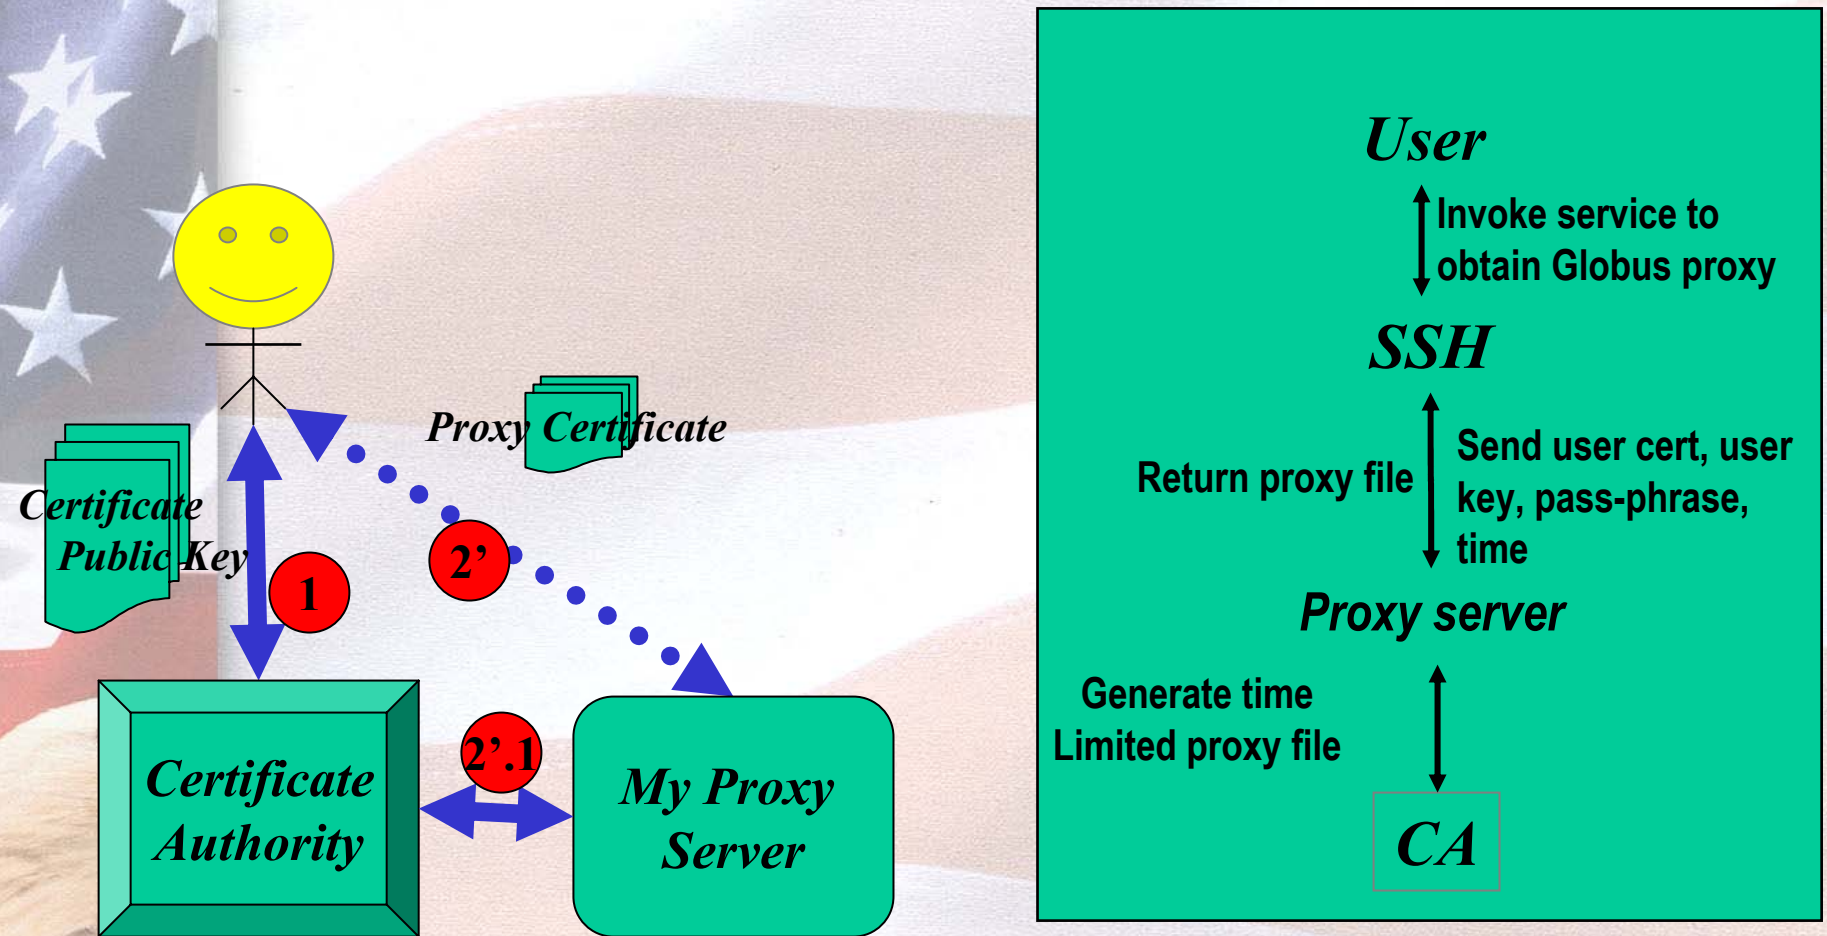 Proxy Certificate
Certificate
Public Key
1
2’
2’.1
Certificate
Authority
My Proxy
Server
User
Invoke service to
obtain Globus proxy
SSH
Return proxy file
Send user cert, user
key, pass-phrase,
time
Proxy server
Generate time
Limited proxy file
CA